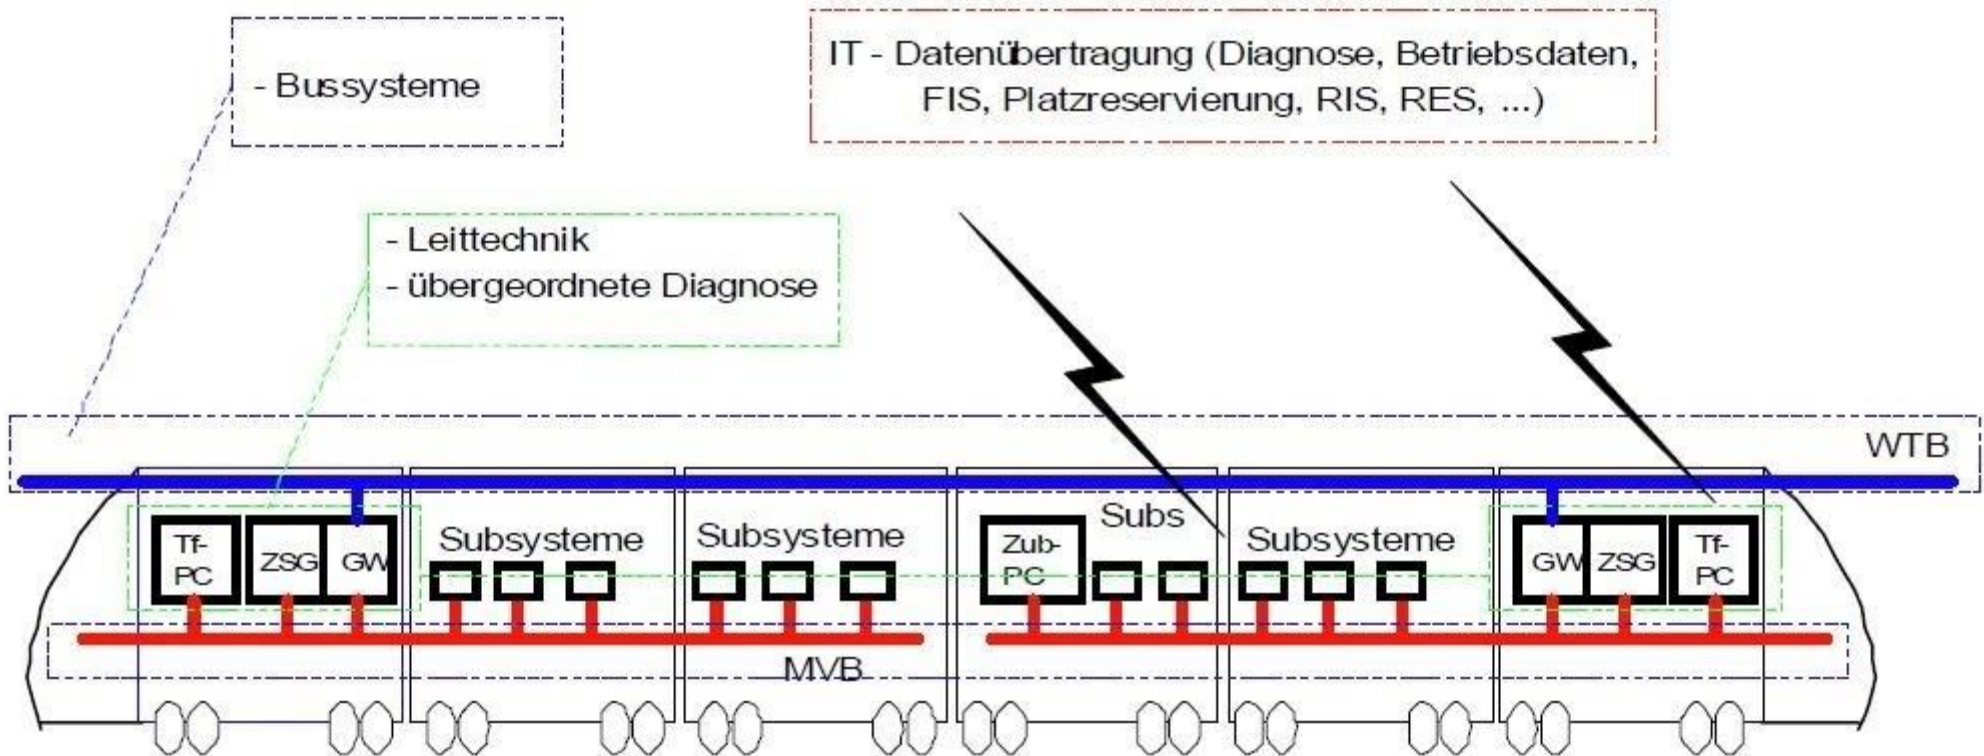 - Bussysteme
IT - Datenübertragung (Diagnose, Betriebsdaten,
FIS, Platzreservierung, RIS, RES, ...)
- Leittechnik
- übergeordnete Diagnose
WTB
Tf-
PC
ZSG
GW
Subsysteme
Subsysteme
Zub-
PC
Subs
Subsysteme
GW
ZSG
Tf-
PC
MVB